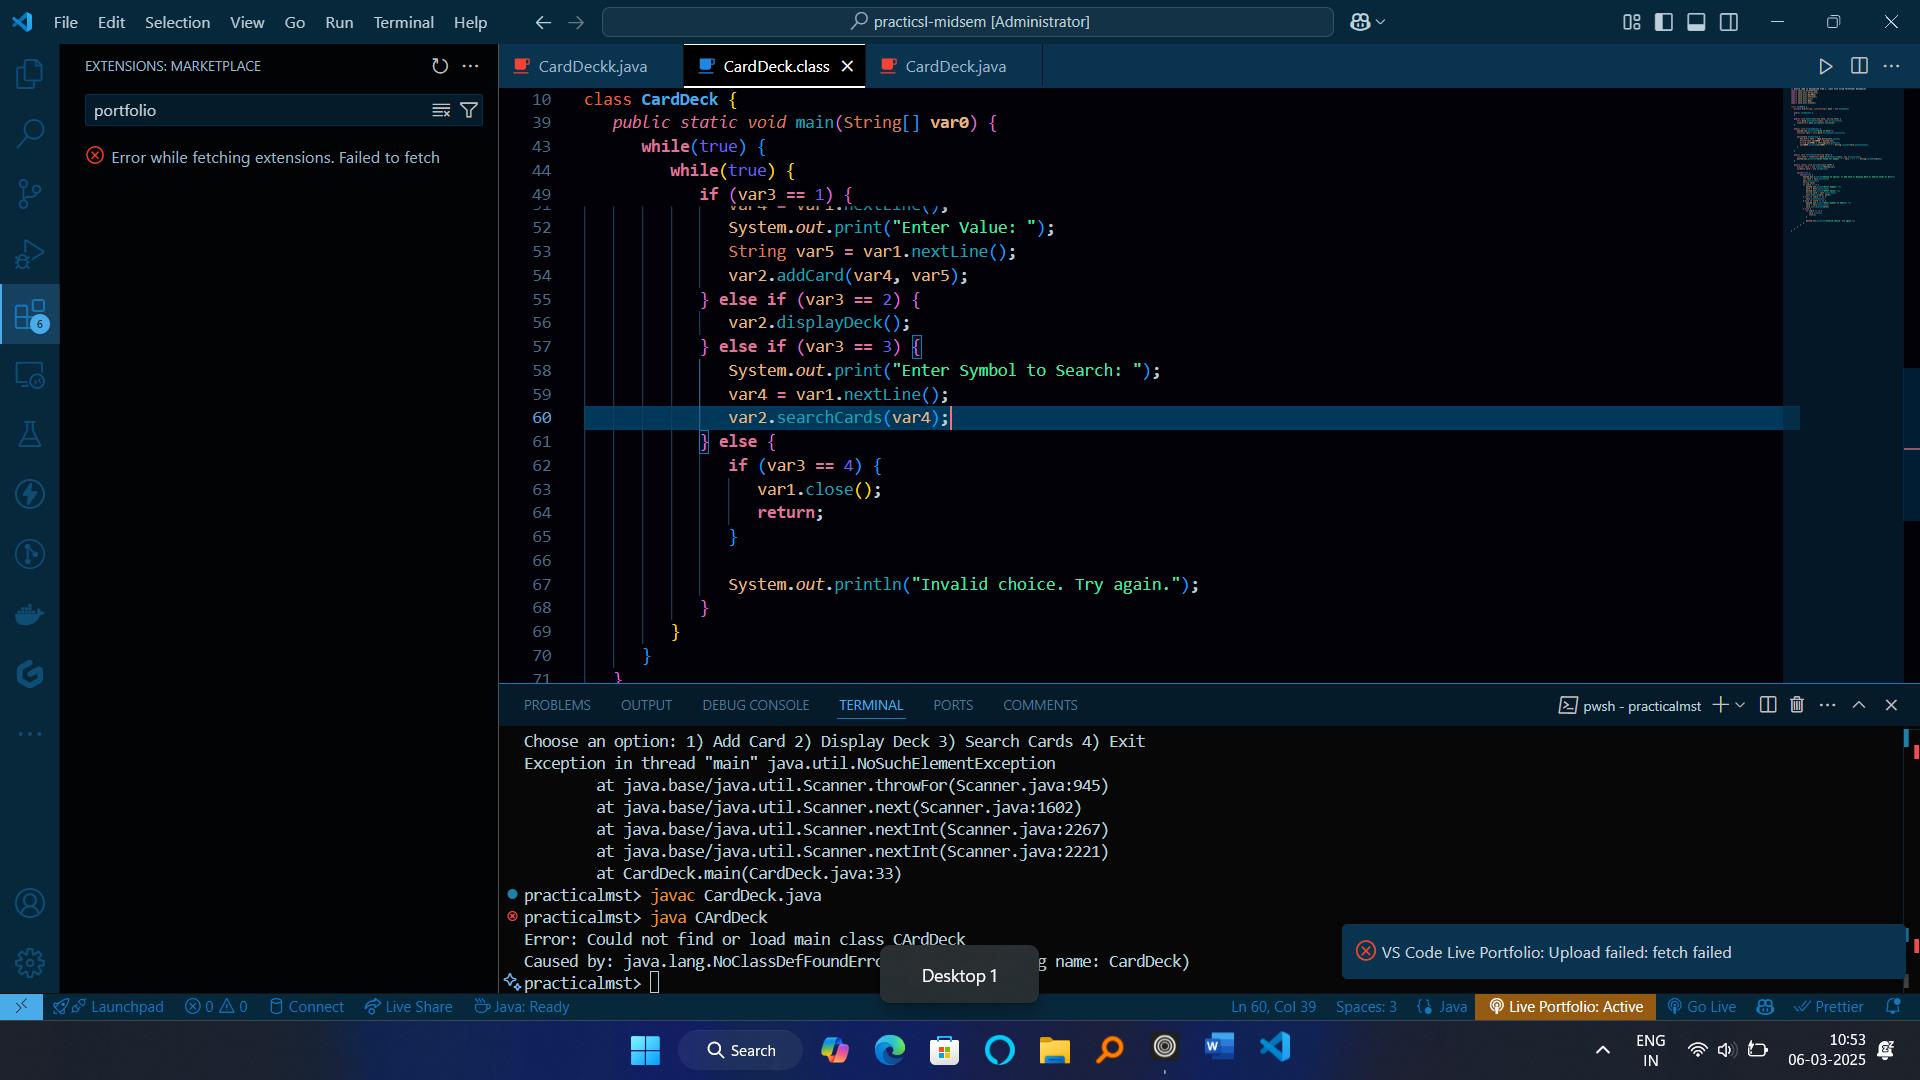 File Edit Selection View Go Run Terminal Help
practicsl-midsem [Administrator]
EXTENSIONS: MARKETPLACE
portfolio
Error while fetching extensions. Failed to fetch
6
CardDeckk.java
CardDeck.class
CardDeck.java
10 class CardDeck {
39 public static void main(String[] var0) {
43 while(true) {
44 while(true) {
49 if (var3 == 1) {
51 var4 = var1.nextLine();
52 System.out.print("Enter Value: ");
53 String var5 = var1.nextLine();
54 var2.addCard(var4, var5);
55 } else if (var3 == 2) {
56 var2.displayDeck();
57 } else if (var3 == 3) {
58 System.out.print("Enter Symbol to Search: ");
59 var4 = var1.nextLine();
60 var2.searchCards(var4);
61 } else {
62 if (var3 == 4) {
63 var1.close();
64 return;
65 }
66
67 System.out.println("Invalid choice. Try again.");
68 }
69 }
70 }
71 }
PROBLEMS OUTPUT DEBUG CONSOLE TERMINAL PORTS COMMENTS
pwsh - practicalmst
Choose an option: 1) Add Card 2) Display Deck 3) Search Cards 4) Exit
Exception in thread "main" java.util.NoSuchElementException
at java.base/java.util.Scanner.throwFor(Scanner.java:945)
at java.base/java.util.Scanner.next(Scanner.java:1602)
at java.base/java.util.Scanner.nextInt(Scanner.java:2267)
at java.base/java.util.Scanner.nextInt(Scanner.java:2221)
at CardDeck.main(CardDeck.java:33)
practicalmst> javac CardDeck.java
practicalmst> java CArdDeck
Error: Could not find or load main class CArdDeck
Caused by: java.lang.NoClassDefFoundErro g name: CardDeck)
practicalmst>
Desktop 1
VS Code Live Portfolio: Upload failed: fetch failed
Launchpad 0 0 Connect Live Share Java: Ready
Ln 60, Col 39 Spaces: 3 {} Java Live Portfolio: Active Go Live Prettier
Search
ENG
IN
10:53
06-03-2025